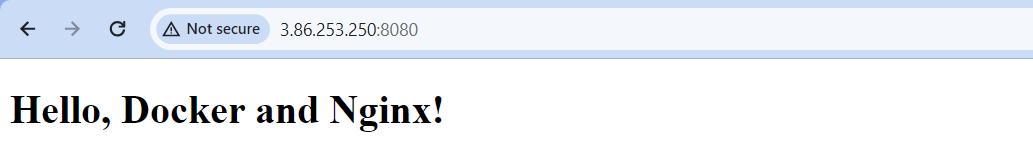 Not secure 3.86.253.250:8080
Hello, Docker and Nginx!